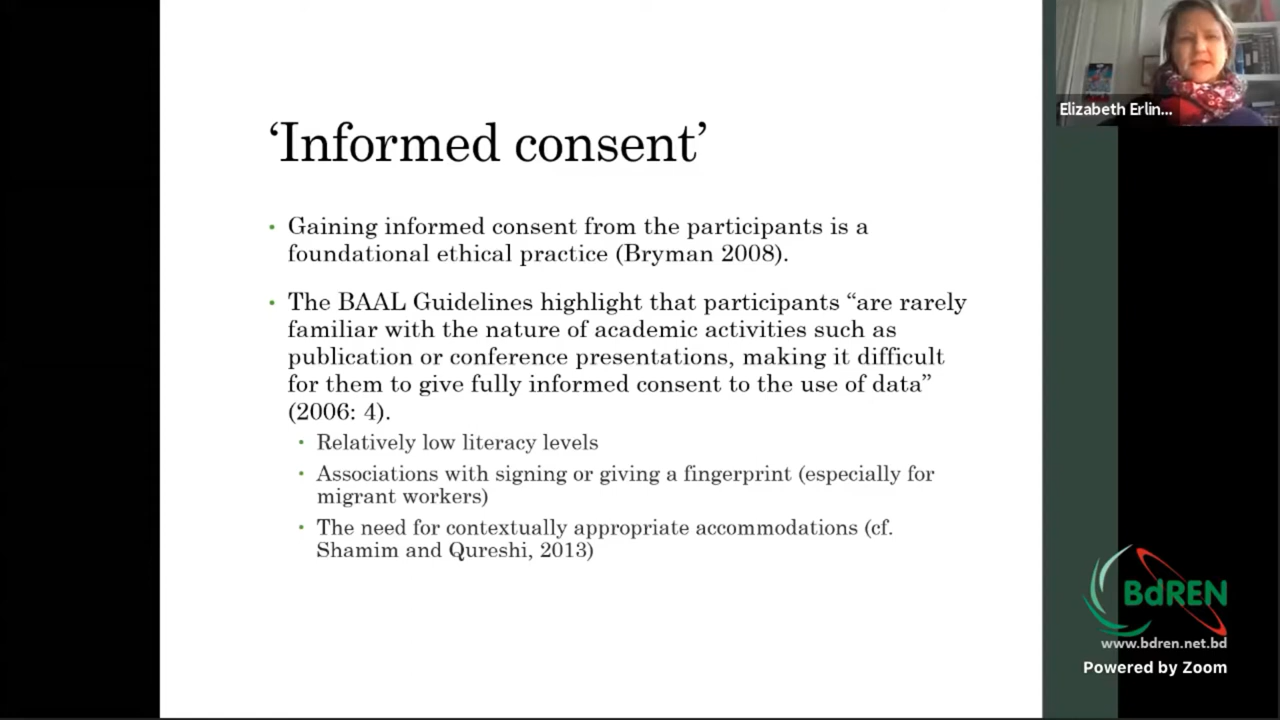 ‘Informed consent’
• Gaining informed consent from the participants is a
foundational ethical practice (Bryman 2008).
• The BAAL Guidelines highlight that participants “are rarely
familiar with the nature of academic activities such as
publication or conference presentations, making it difficult
for them to give fully informed consent to the use of data”
(2006: 4).
• Relatively low literacy levels
• Associations with signing or giving a fingerprint (especially for
migrant workers)
• The need for contextually appropriate accommodations (cf.
Shamim and Qureshi, 2013)
Elizabeth Erlin...
BdREN
www.bdren.net.bd
Powered by Zoom